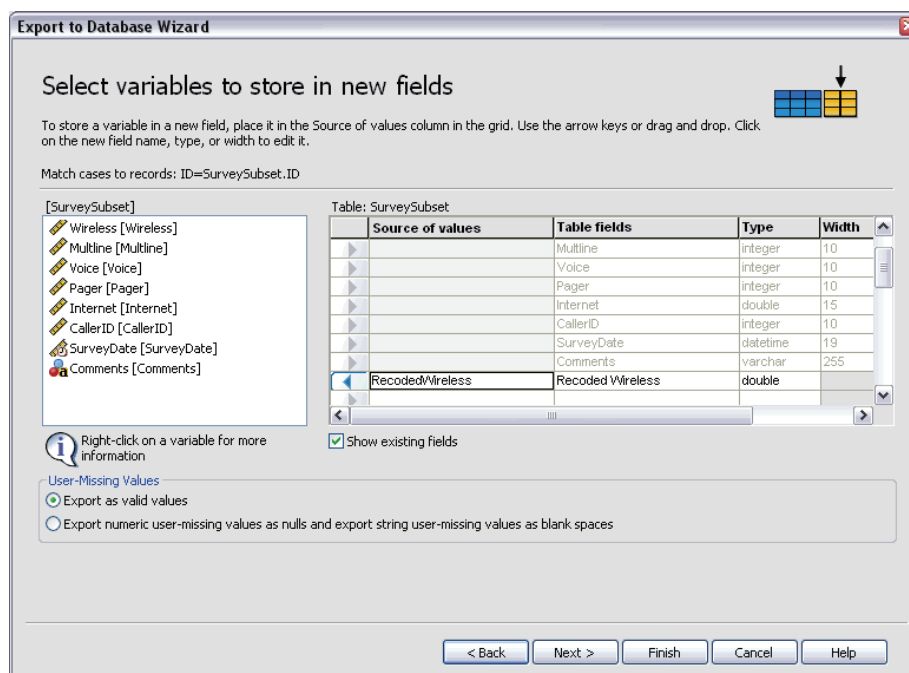 Export to Database Wizard
Select variables to store in new fields
To store a variable in a new field, place it in the Source of values column in the grid. Use the arrow keys or drag and drop. Click
on the new field name, type, or width to edit it.
Match cases to records: ID=SurveySubset.ID
[SurveySubset]
Wireless [Wireless]
Multline [Multline]
Voice [Voice]
Pager [Pager]
Internet [Internet]
CallerID [CallerID]
SurveyDate [SurveyDate]
Comments [Comments]
Right-click on a variable for more
information
Table: SurveySubset
Source of values Table fields Type Width
Multline integer 10
Voice integer 10
Pager integer 10
Internet double 15
CallerID integer 10
SurveyDate datetime 19
Comments varchar 255
RecodedWireless Recoded Wireless double
Show existing fields
User-Missing Values
Export as valid values
Export numeric user-missing values as nulls and export string user-missing values as blank spaces
< Back Next > Finish Cancel Help